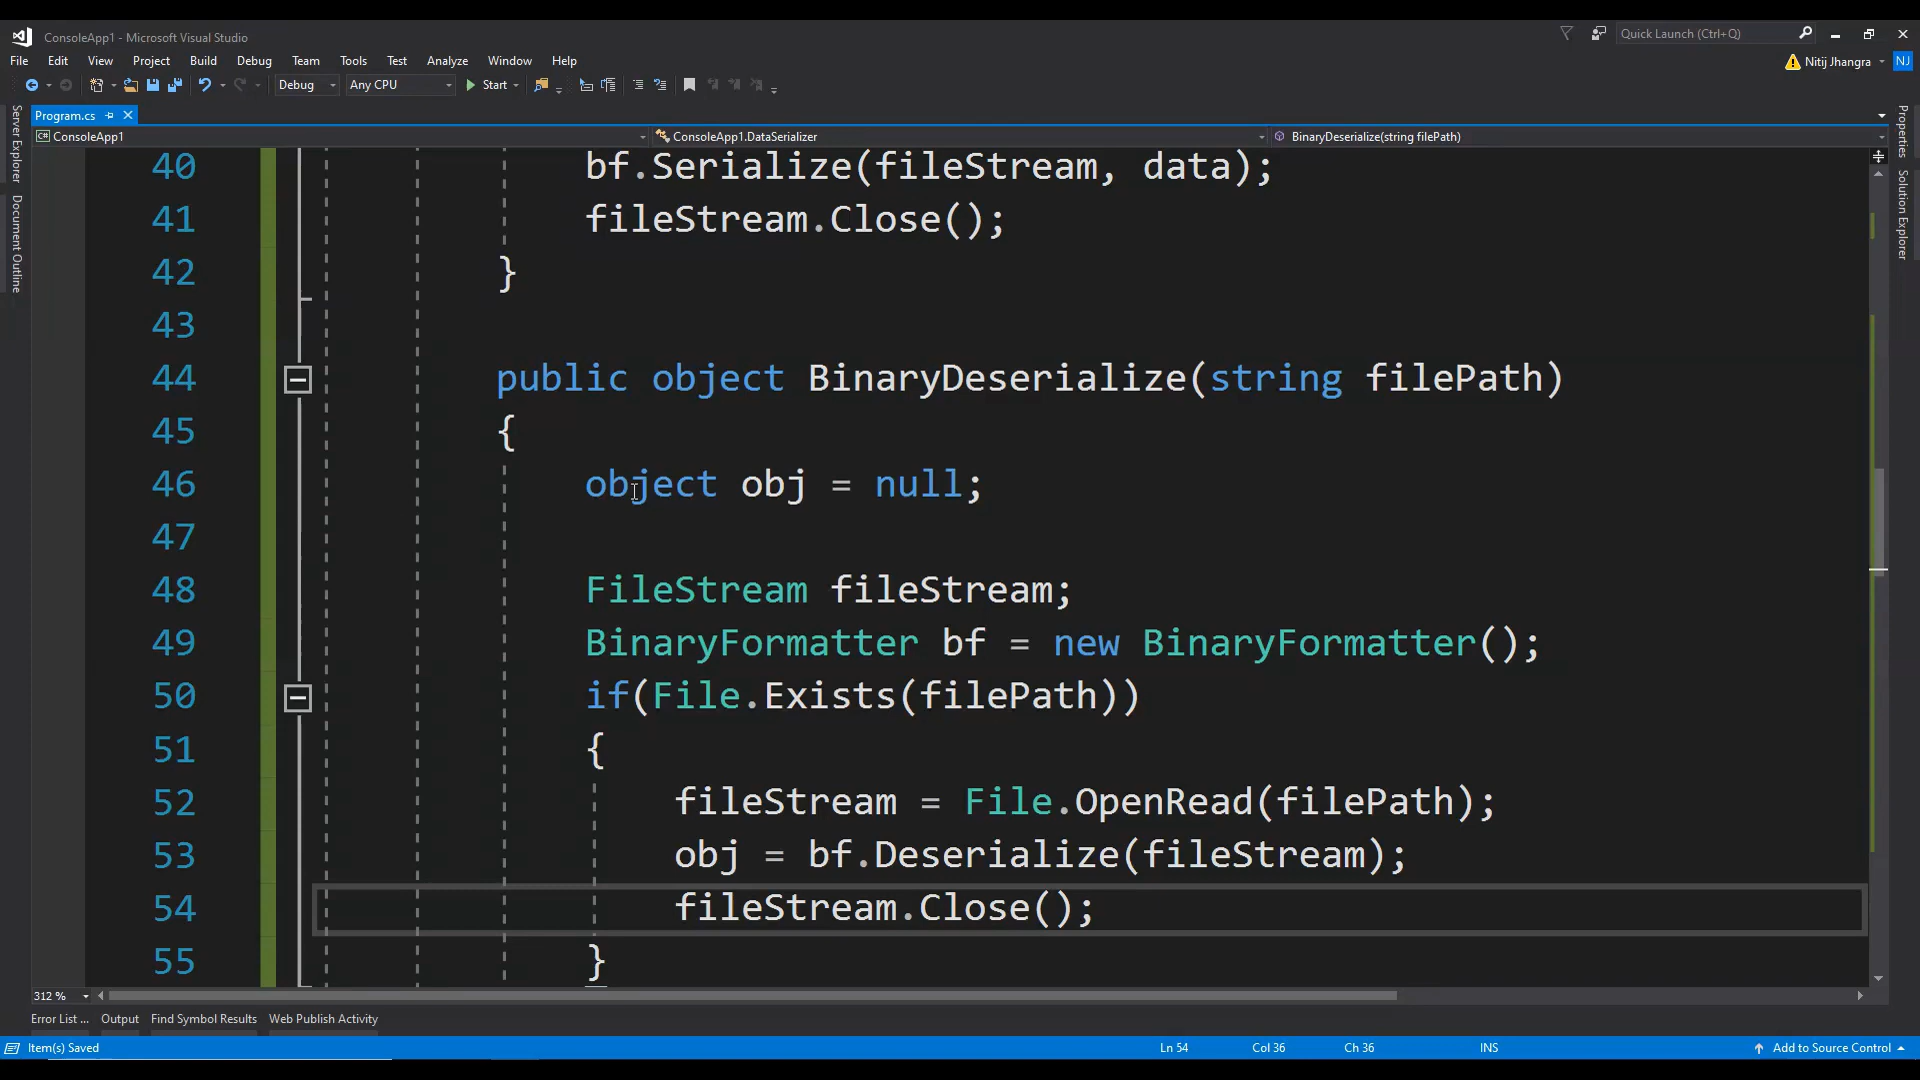 ConsoleApp1 - Microsoft Visual Studio
Quick Launch (Ctrl+Q)
File Edit View Project Build Debug Team Tools Test Analyze Window Help
Nitij Jhangra NJ
Debug Any CPU Start
Program.cs
ConsoleApp1 ConsoleApp1.DataSerializer BinaryDeserialize(string filePath)
Server Explorer
Document Outline
Properties
Solution Explorer
40 bf.Serialize(fileStream, data);
41 fileStream.Close();
42 }
43
44 public object BinaryDeserialize(string filePath)
45 {
46 object obj = null;
47
48 FileStream fileStream;
49 BinaryFormatter bf = new BinaryFormatter();
50 if(File.Exists(filePath))
51 {
52 fileStream = File.OpenRead(filePath);
53 obj = bf.Deserialize(fileStream);
54 fileStream.Close();
55 }
312 %
Error List ... Output Find Symbol Results Web Publish Activity
Item(s) Saved Ln 54 Col 36 Ch 36 INS Add to Source Control